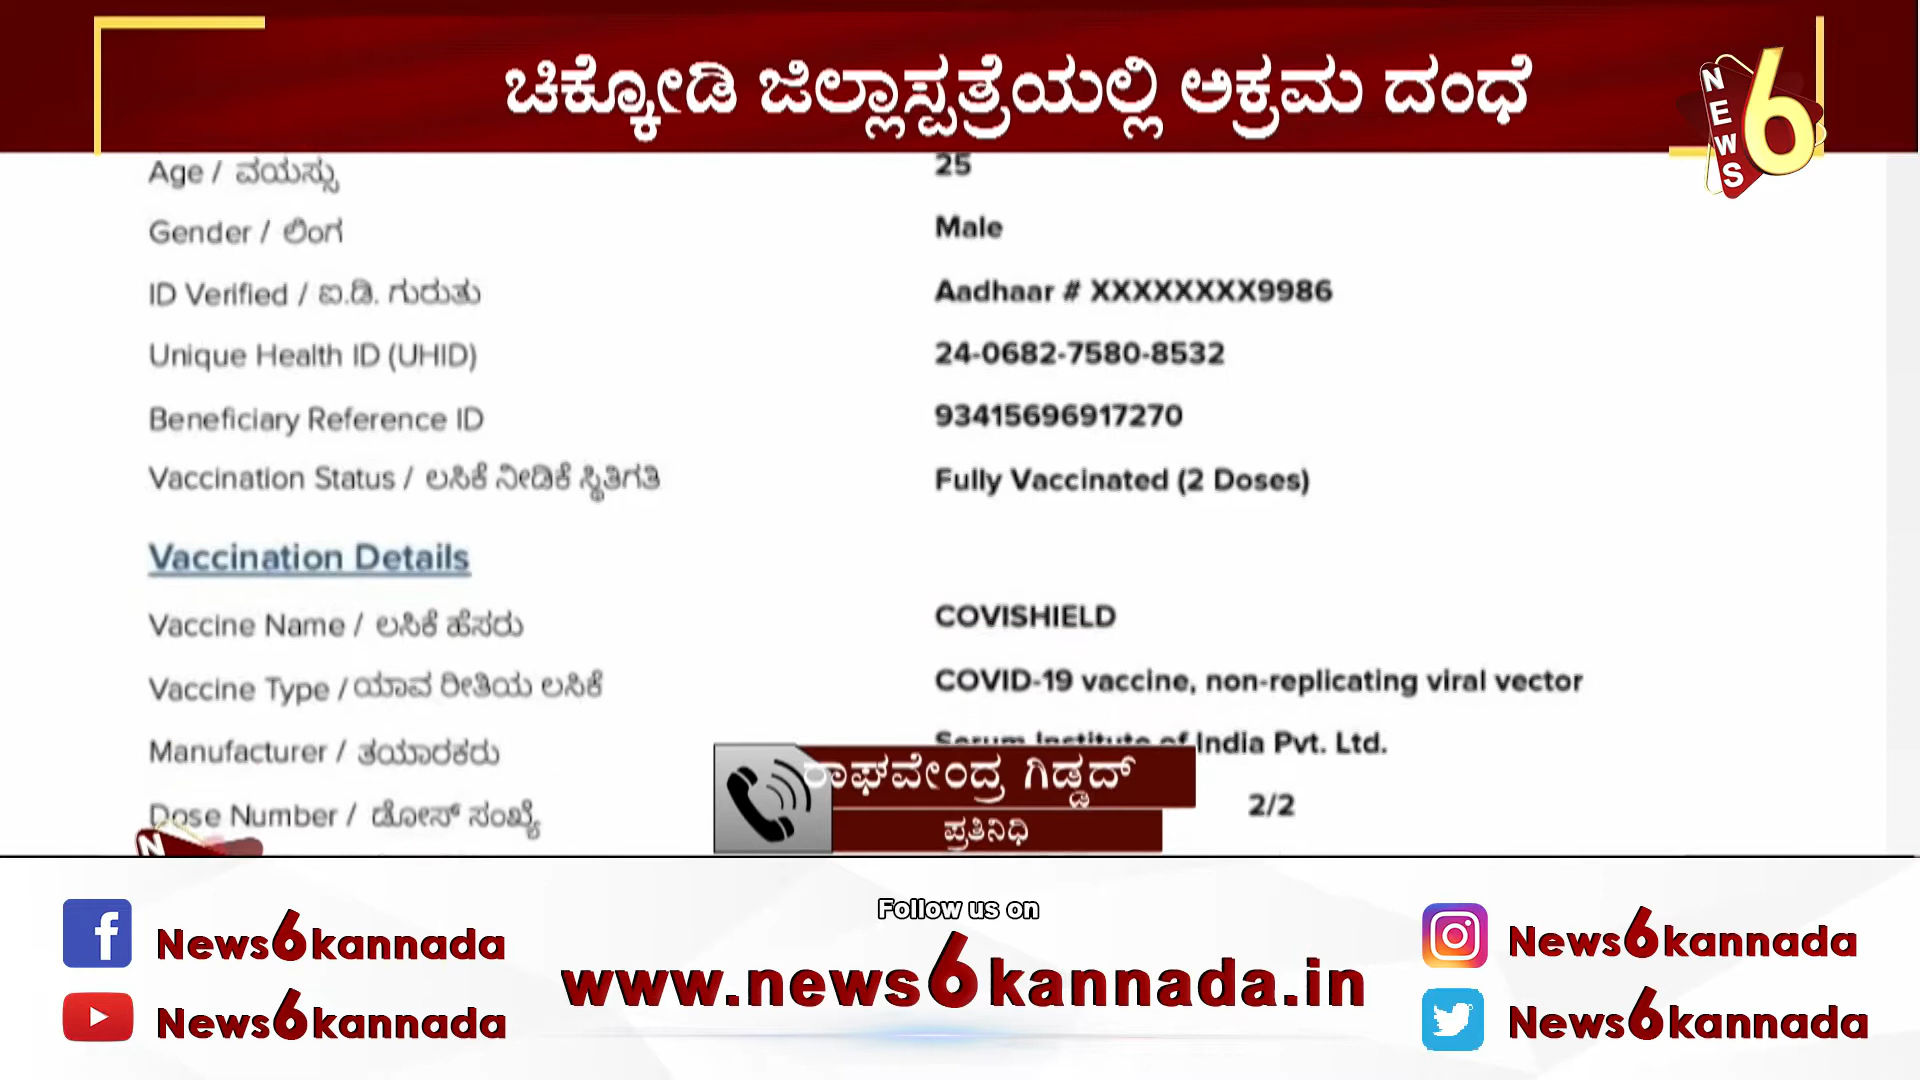 ಚಿಕ್ಕೋಡಿ ಜಿಲ್ಲಾಸ್ಪತ್ರೆಯಲ್ಲಿ ಅಕ್ರಮ ದಂಧೆ
NEWS 6
Age / ವಯಸ್ಸು 25
Gender / ಲಿಂಗ Male
ID Verified / ಐ.ಡಿ. ಗುರುತು Aadhaar # XXXXXXXX9986
Unique Health ID (UHID) 24-0682-7580-8532
Beneficiary Reference ID 93415696917270
Vaccination Status / ಲಸಿಕೆ ನೀಡಿಕೆ ಸ್ಥಿತಿಗತಿ Fully Vaccinated (2 Doses)
Vaccination Details
Vaccine Name / ಲಸಿಕೆ ಹೆಸರು COVISHIELD
Vaccine Type / ಯಾವ ರೀತಿಯ ಲಸಿಕೆ COVID-19 vaccine, non-replicating viral vector
Manufacturer / ತಯಾರಕರು Serum Institute of India Pvt. Ltd.
ರಾಘವೇಂದ್ರ ಗಿಡ್ಡದ್
Dose Number / ಡೋಸ್ ಸಂಖ್ಯೆ 2/2
ಪ್ರತಿನಿಧಿ
N
Follow us on
News6kannada
www.news6kannada.in
News6kannada
News6kannada
News6kannada